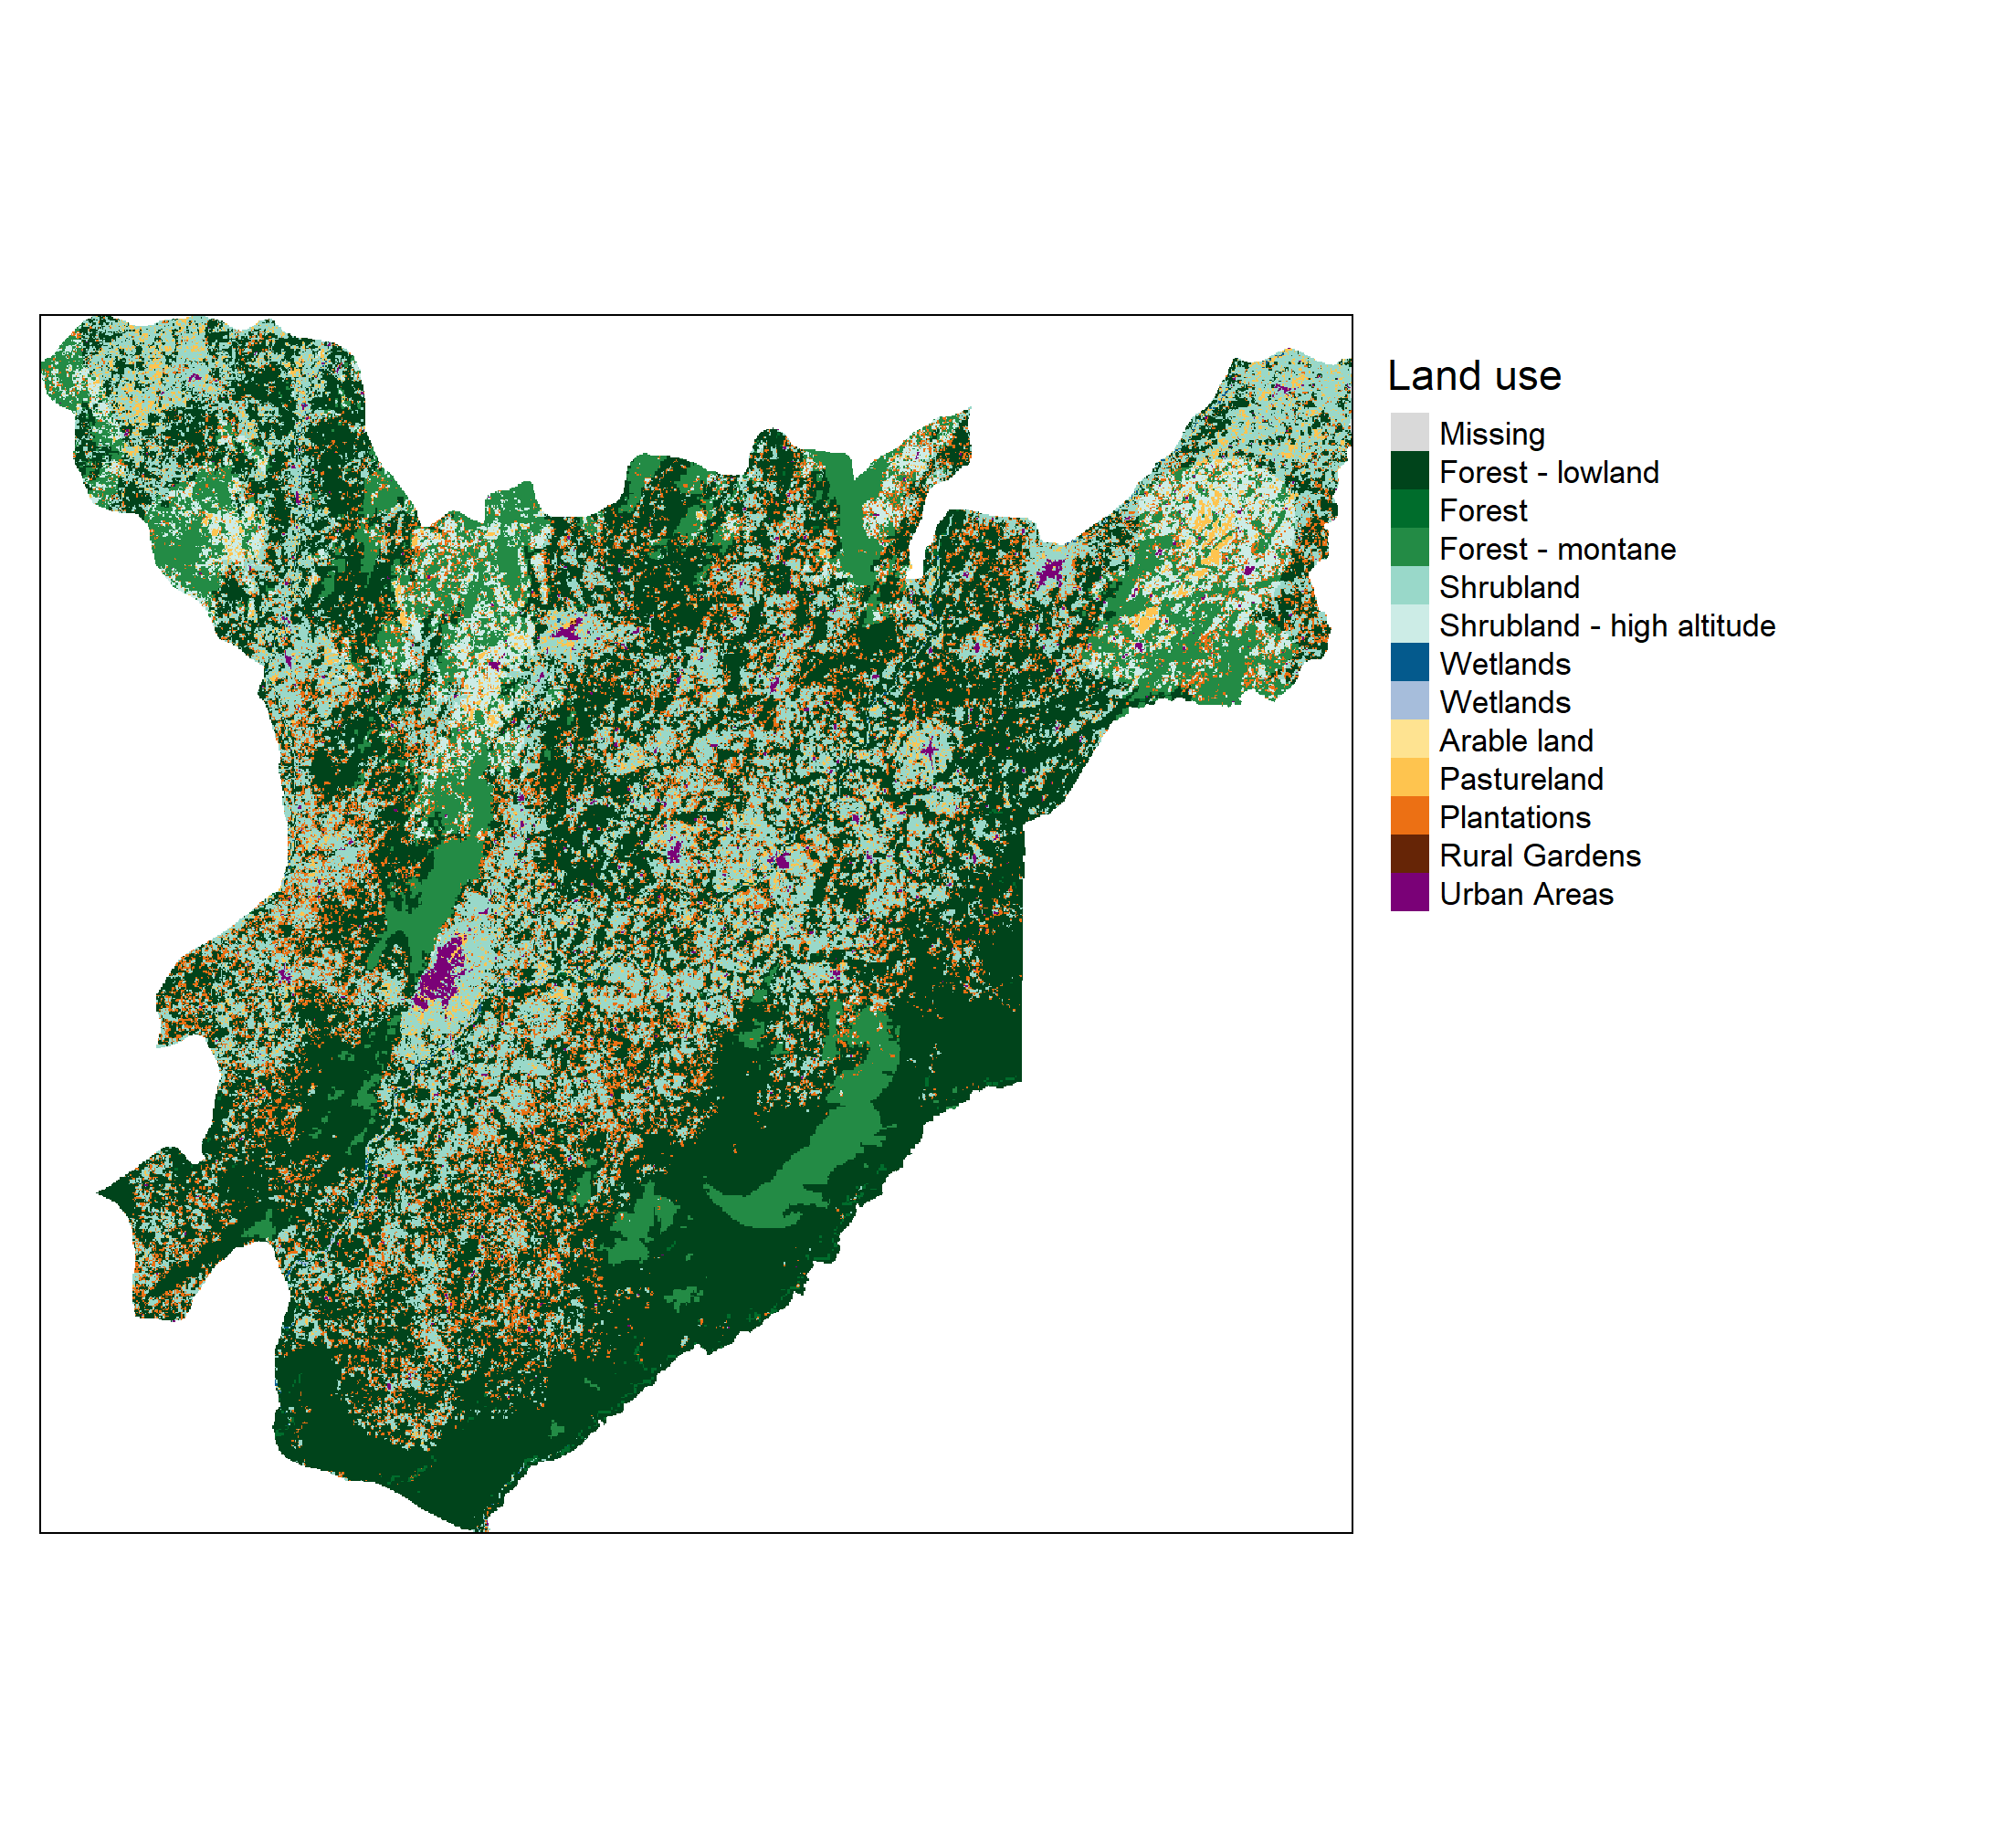 Land use
Missing
Forest - lowland
Forest
Forest - montane
Shrubland
Shrubland - high altitude
Wetlands
Wetlands
Arable land
Pastureland
Plantations
Rural Gardens
Urban Areas